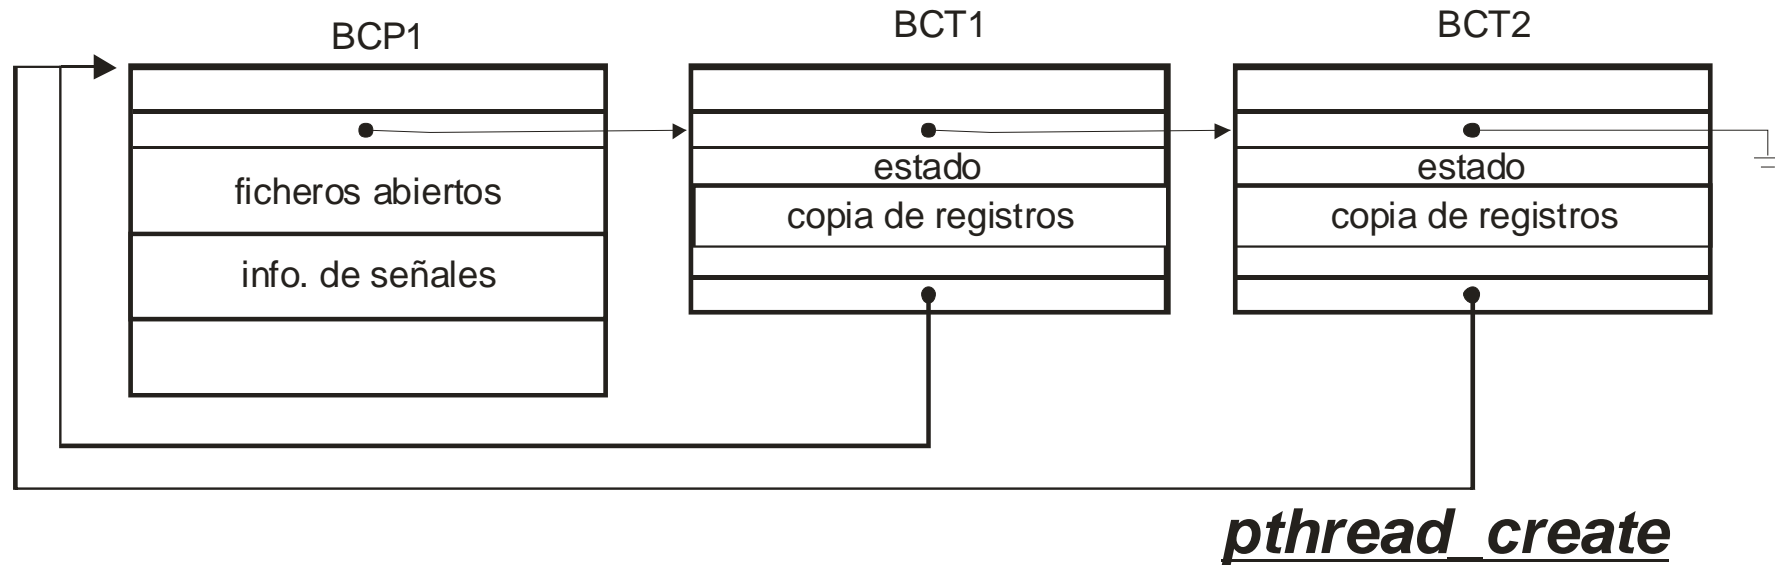 BCP1
BCT1
BCT2
ficheros abiertos
info. de señales
estado
copia de registros
estado
copia de registros
pthread_create